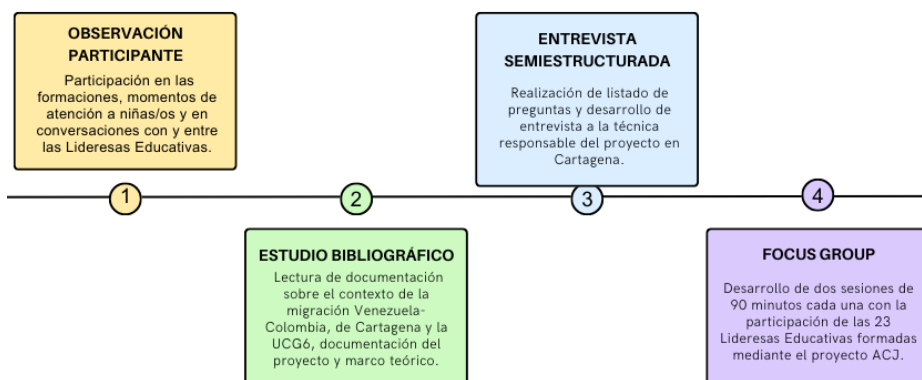 OBSERVACIÓN
PARTICIPANTE
Participación en las
formaciones, momentos de
atención a niñas/os y en
conversaciones con y entre
las Lideresas Educativas.
1
2
ESTUDIO BIBLIOGRÁFICO
Lectura de documentación
sobre el contexto de la
migración Venezuela-
Colombia, de Cartagena y la
UCG6, documentación del
proyecto y marco teórico.
ENTREVISTA
SEMIESTRUCTURADA
Realización de listado de
preguntas y desarrollo de
entrevista a la técnica
responsable del proyecto en
Cartagena.
3
4
FOCUS GROUP
Desarrollo de dos sesiones de
90 minutos cada una con la
participación de las 23
Lideresas Educativas formadas
mediante el proyecto ACJ.